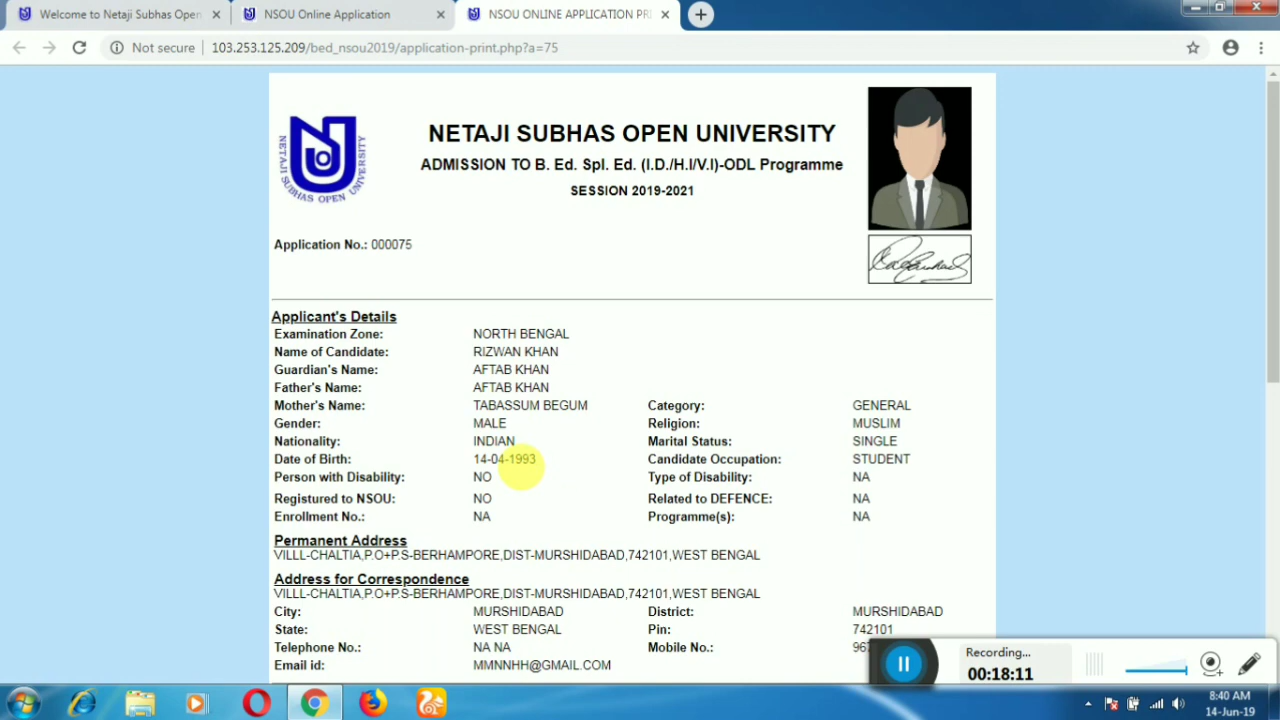 Welcome to Netaji Subhas Open
NSOU Online Application
NSOU ONLINE APPLICATION PRI
Not secure 103.253.125.209/bed_nsou2019/application-print.php?a=75
NETAJI SUBHAS OPEN UNIVERSITY
NETAJI SUBHAS OPEN UNIVERSITY
ADMISSION TO B. Ed. Spl. Ed. (I.D./H.I/V.I)-ODL Programme
SESSION 2019-2021
Application No.: 000075
Applicant's Details
Examination Zone: NORTH BENGAL
Name of Candidate: RIZWAN KHAN
Guardian's Name: AFTAB KHAN
Father's Name: AFTAB KHAN
Mother's Name: TABASSUM BEGUM Category: GENERAL
Gender: MALE Religion: MUSLIM
Nationality: INDIAN Marital Status: SINGLE
Date of Birth: 14-04-1993 Candidate Occupation: STUDENT
Person with Disability: NO Type of Disability: NA
Registered to NSOU: NO Related to DEFENCE: NA
Enrollment No.: NA Programme(s): NA
Permanent Address
VILLL-CHALTIA,P.O+P.S-BERHAMPORE,DIST-MURSHIDABAD,742101,WEST BENGAL
Address for Correspondence
VILLL-CHALTIA,P.O+P.S-BERHAMPORE,DIST-MURSHIDABAD,742101,WEST BENGAL
City: MURSHIDABAD District: MURSHIDABAD
State: WEST BENGAL Pin: 742101
Telephone No.: NA NA Mobile No.: 96
Email id: MMNNHH@GMAIL.COM
Recording...
00:18:11
8:40 AM
14-Jun-19